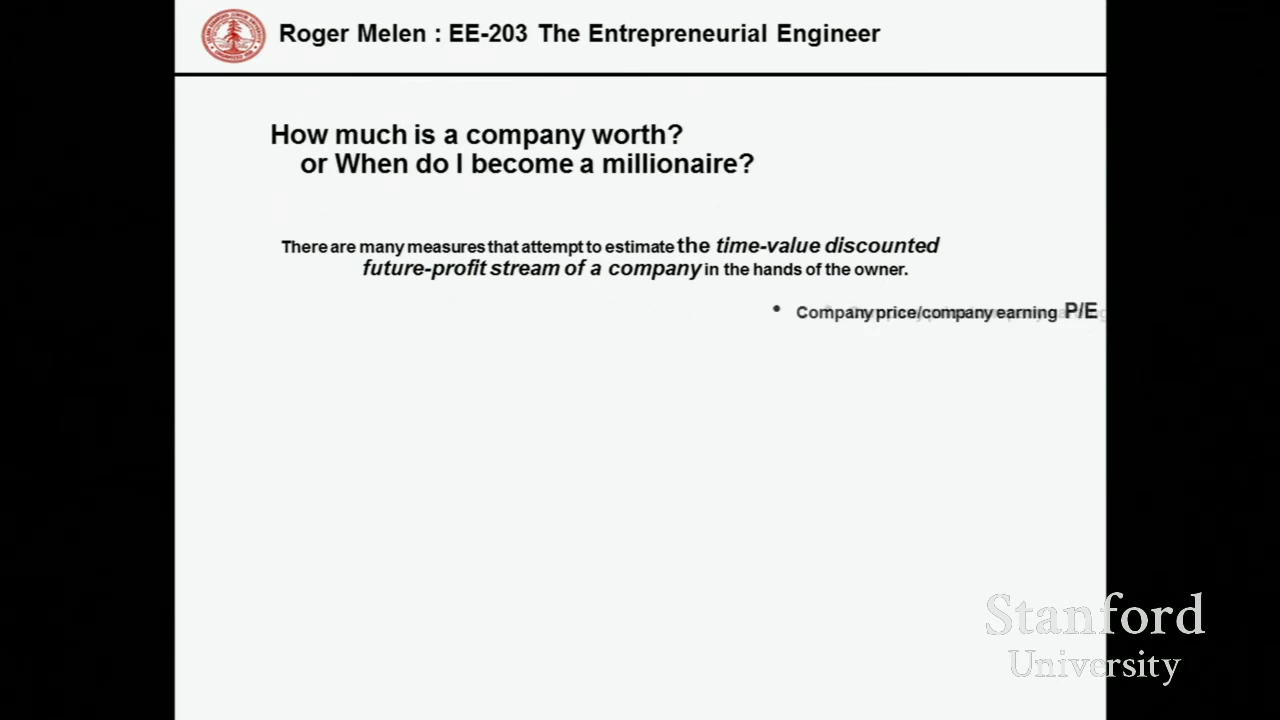 Roger Melen : EE-203 The Entrepreneurial Engineer
How much is a company worth?
or When do I become a millionaire?
There are many measures that attempt to estimate the time-value discounted
future-profit stream of a company in the hands of the owner.
• Company price/company earning P/E
Stanford
University